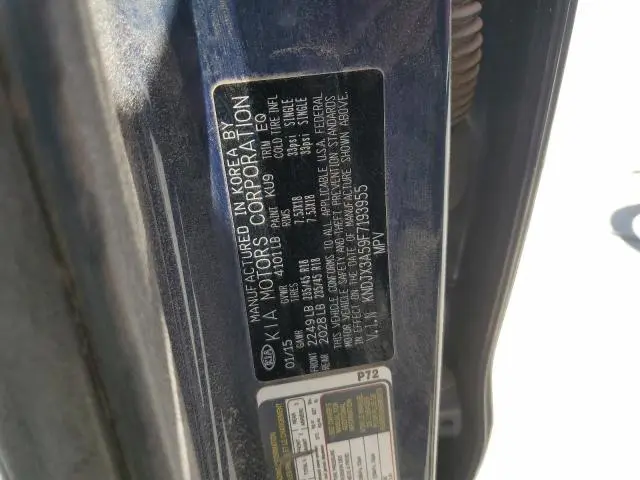 MANUFACTURED IN KOREA BY
KIA KIA MOTORS CORPORATION
01/15 GVWR 4101LB PAINT KU9 TRIM EQ
GAWR TIRES RIMS COLD TIRE INFL
FRONT 2249LB 235/45 R18 7.5JX18 33psi SINGLE
REAR 2028LB 235/45 R18 7.5JX18 33psi SINGLE
THIS VEHICLE CONFORMS TO ALL APPLICABLE U.S.A. FEDERAL
MOTOR VEHICLE SAFETY AND THEFT PREVENTION STANDARDS
IN EFFECT ON THE DATE OF MANUFACTURE SHOWN ABOVE.
V.I.N KNDJX3A59F7193955
MPV
P72